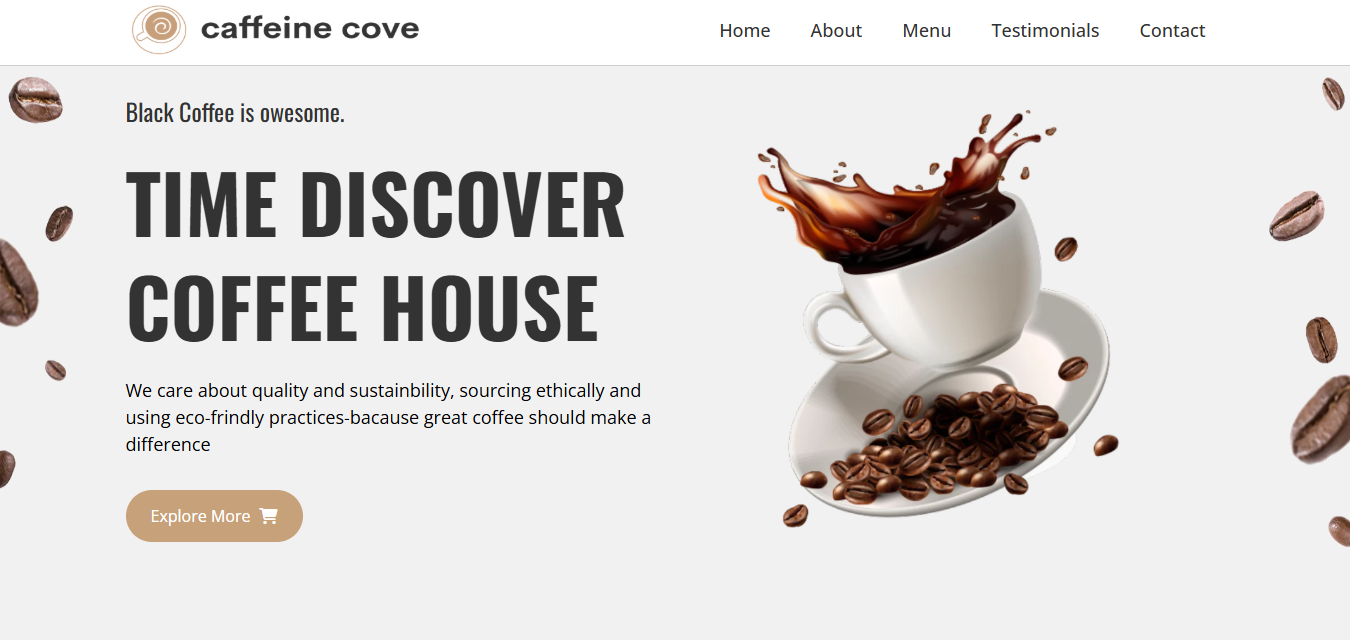 caffeine cove
Home About Menu Testimonials Contact
Black Coffee is owesome.
TIME DISCOVER
COFFEE HOUSE
We care about quality and sustainbility, sourcing ethically and
using eco-frindly practices-bacause great coffee should make a
difference
Explore More